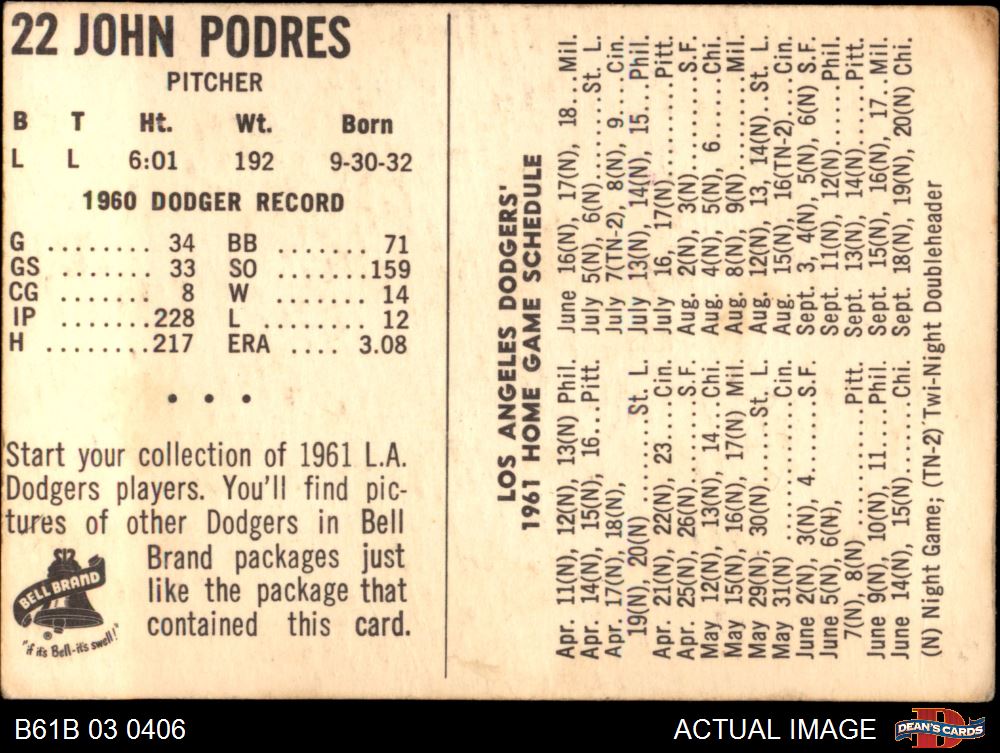 22 JOHN PODRES
PITCHER
B T Ht. Wt. Born
L L 6:01 192 9-30-32
1960 DODGER RECORD
G ........ 34 BB ....... 71
GS ....... 33 SO .......159
CG ........ 8 W ........ 14
IP .......228 L ........ 12
H ........217 ERA .... 3.08
• • •
Start your collection of 1961 L.A.
Dodgers players. You'll find pic-
tures of other Dodgers in Bell
Brand packages just
like the package that
contained this card.
BELL BRAND
"if it's Bell-it's swell!"
LOS ANGELES DODGERS'
1961 HOME GAME SCHEDULE
Apr. 11(N), 12(N), 13(N) Phil.
Apr. 14(N), 15(N), 16...Pitt.
Apr. 17(N), 18(N),
19(N), 20(N) ........St. L.
Apr. 21(N), 22(N), 23....Cin.
Apr. 25(N), 26(N)........S.F.
May 12(N), 13(N), 14...Chi.
May 15(N), 16(N), 17(N) Mil.
May 29(N), 30(N).......St. L.
May 31(N) ..............Cin.
June 2(N), 3(N), 4.......S.F.
June 5(N), 6(N),
7(N), 8(N) ...........Pitt.
June 9(N), 10(N), 11....Phil.
June 14(N), 15(N)........Chi.
June 16(N), 17(N), 18...Mil.
July 5(N), 6(N)........St. L.
July 7(TN-2), 8(N), 9....Cin.
July 13(N), 14(N), 15...Phil.
July 16, 17(N).........Pitt.
Aug. 2(N), 3(N)..........S.F.
Aug. 4(N), 5(N), 6......Chi.
Aug. 8(N), 9(N)..........Mil.
Aug. 12(N), 13, 14(N)..St. L.
Aug. 15(N), 16(TN-2)....Cin.
Sept. 3, 4(N), 5(N), 6(N) S.F.
Sept. 11(N), 12(N)......Phil.
Sept. 13(N), 14(N)......Pitt.
Sept. 15(N), 16(N), 17..Mil.
Sept. 18(N), 19(N), 20(N) Chi.
(N) Night Game; (TN-2) Twi-Night Doubleheader
B61B 03 0406
ACTUAL IMAGE
D
DEAN'S CARDS